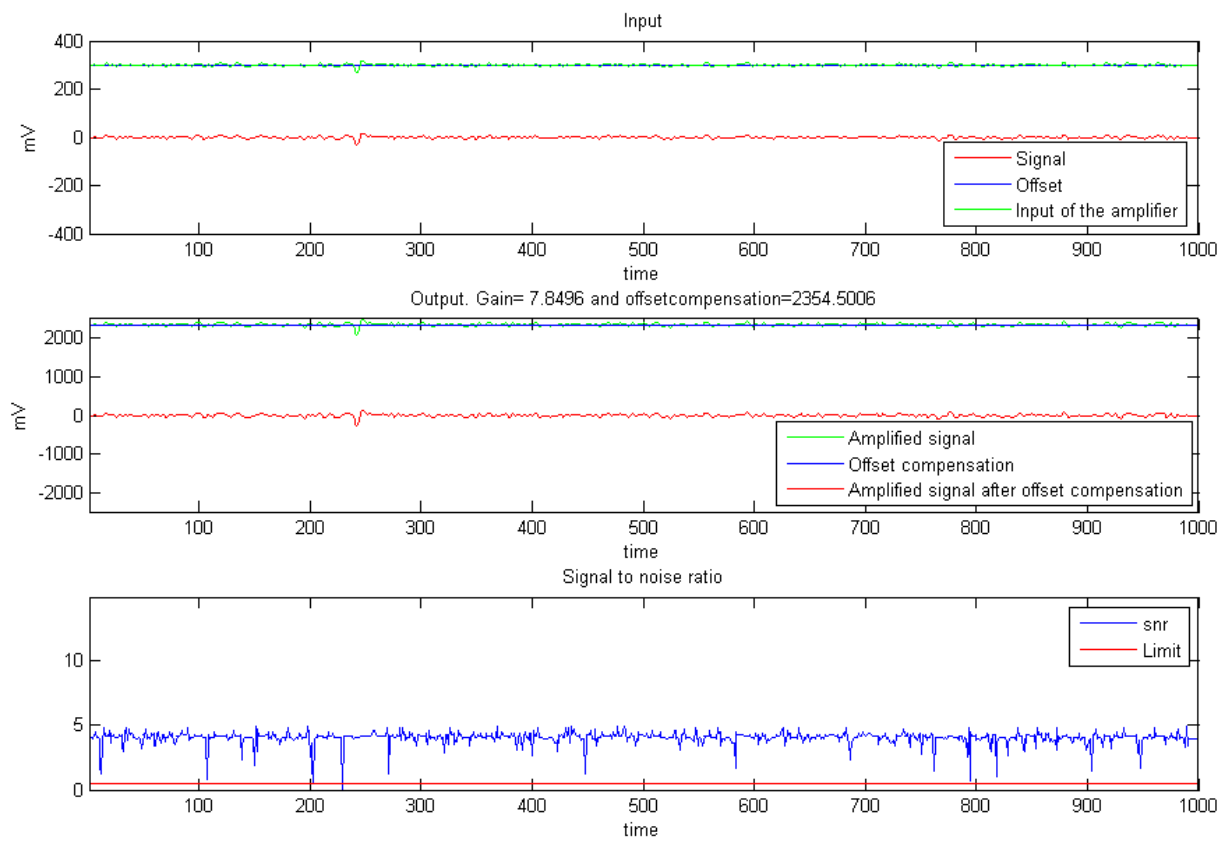 Input
400
200
0
-200
-400
mV
Signal
Offset
Input of the amplifier
100 200 300 400 500 600 700 800 900 1000
time
Output. Gain= 7.8496 and offsetcompensation=2354.5006
2000
1000
0
-1000
-2000
mV
Amplified signal
Offset compensation
Amplified signal after offset compensation
100 200 300 400 500 600 700 800 900 1000
time
Signal to noise ratio
10
5
0
snr
Limit
100 200 300 400 500 600 700 800 900 1000
time